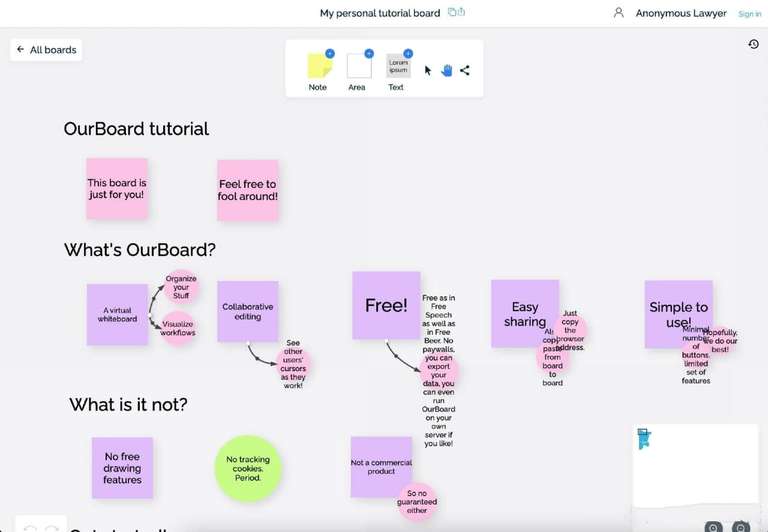 My personal tutorial board
Anonymous Lawyer
Sign in
All boards
Lorem
ipsum
Note
Area
Text
OurBoard tutorial
This board is
just for you!
Feel free to
fool around!
What's OurBoard?
A virtual
whiteboard
Organize
your
Stuff
Visualize
workflows
Collaborative
editing
See
other
users'
cursors
as they
work!
Free!
Free as in
Free
Speech
as well as
in Free
Beer. No
paywalls,
you can
export
your
data, you
can even
run
OurBoard
on your
own
server if
you like!
Easy
sharing
Just
copy
the
browser
address.
copy
paste
from
board to
board
Simple to
use!
Minimal
number
of
buttons,
limited
set of
features
Hopefully,
we do our
best!
What is it not?
No free
drawing
features
No tracking
cookies.
Period.
Not a commercial
product
So no
guaranteed
either